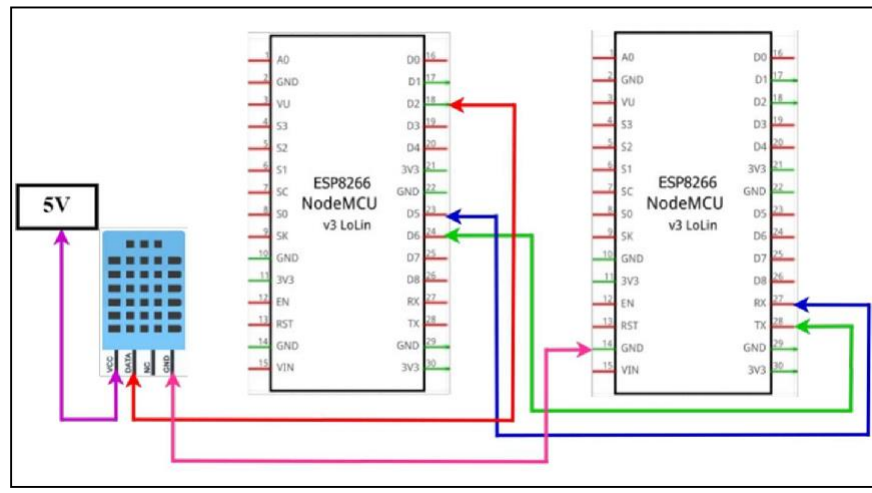 5V
VCC
DATA
NC
GND
1 A0
2 GND
3 VU
4 S3
5 S2
6 S1
7 SC
8 S0
9 SK
10 GND
11 3V3
12 EN
13 RST
14 GND
15 VIN
ESP8266
NodeMCU
v3 LoLin
D0 16
D1 17
D2 18
D3 19
D4 20
3V3 21
GND 22
D5 23
D6 24
D7 25
D8 26
RX 27
TX 28
GND 29
3V3 30
1 A0
2 GND
3 VU
4 S3
5 S2
6 S1
7 SC
8 S0
9 SK
10 GND
11 3V3
12 EN
13 RST
14 GND
15 VIN
ESP8266
NodeMCU
v3 LoLin
D0 16
D1 17
D2 18
D3 19
D4 20
3V3 21
GND 22
D5 23
D6 24
D7 25
D8 26
RX 27
TX 28
GND 29
3V3 30